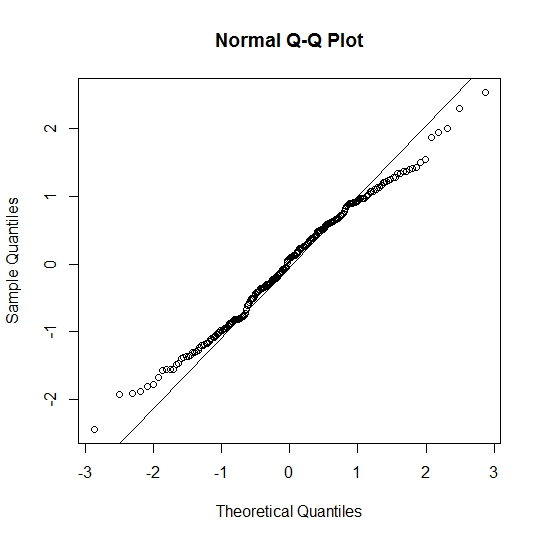 Normal Q-Q Plot
Sample Quantiles
2
1
0
-1
-2
-3 -2 -1 0 1 2 3
Theoretical Quantiles